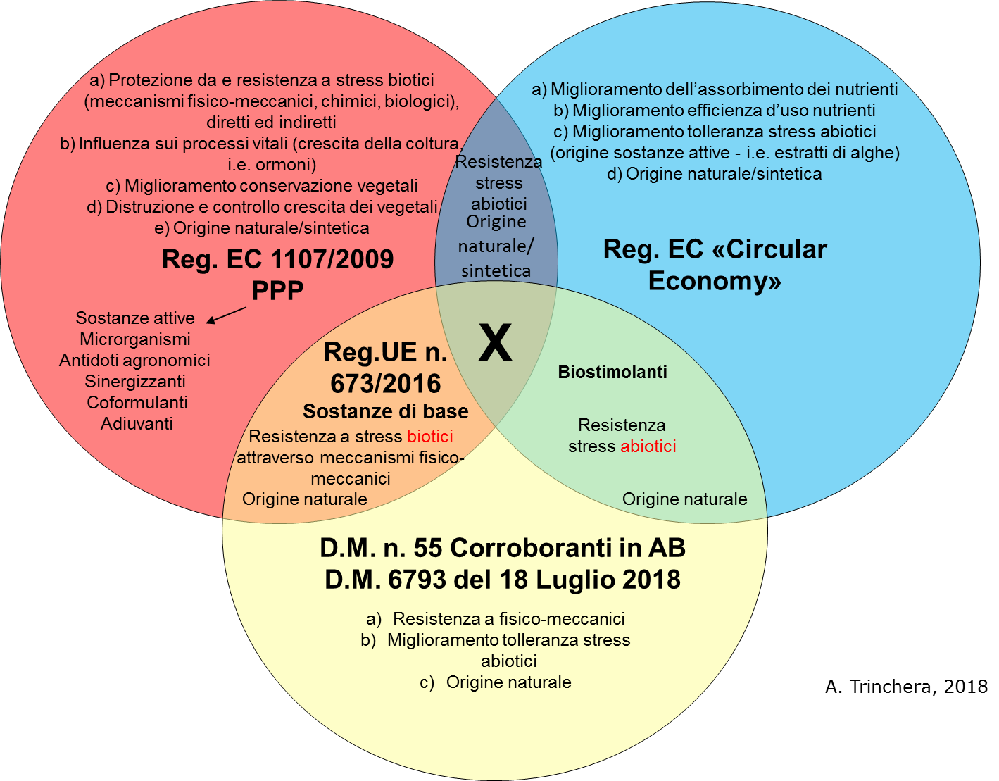 a) Protezione da e resistenza a stress biotici
(meccanismi fisico-meccanici, chimici, biologici),
diretti ed indiretti
b) Influenza sui processi vitali (crescita della coltura,
i.e. ormoni)
c) Miglioramento conservazione vegetali
d) Distruzione e controllo crescita dei vegetali
e) Origine naturale/sintetica
Reg. EC 1107/2009
PPP
Sostanze attive
Microrganismi
Antidoti agronomici
Sinergizzanti
Coformulanti
Adiuvanti
Resistenza
stress
abiotici
Origine
naturale/
sintetica
a) Miglioramento dell’assorbimento dei nutrienti
b) Miglioramento efficienza d’uso nutrienti
c) Miglioramento tolleranza stress abiotici
(origine sostanze attive - i.e. estratti di alghe)
d) Origine naturale/sintetica
Reg. EC «Circular
Economy»
X
Reg.UE n.
673/2016
Sostanze di base
Resistenza a stress biotici
attraverso meccanismi fisico-
meccanici
Origine naturale
Biostimolanti
Resistenza
stress abiotici
Origine naturale
D.M. n. 55 Corroboranti in AB
D.M. 6793 del 18 Luglio 2018
a) Resistenza a fisico-meccanici
b) Miglioramento tolleranza stress
abiotici
c) Origine naturale
A. Trinchera, 2018